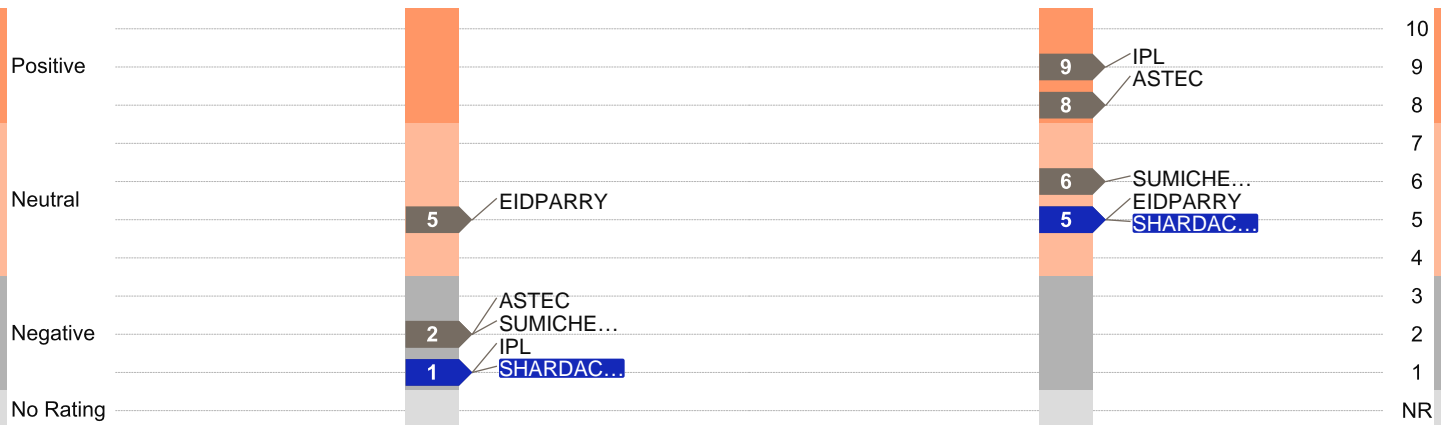 Positive
Neutral
Negative
No Rating
5
EIDPARRY
2
ASTEC
SUMICHE…
1
IPL
SHARDAC…
9
IPL
8
ASTEC
6
SUMICHE…
5
EIDPARRY
SHARDAC…
10
9
8
7
6
5
4
3
2
1
NR